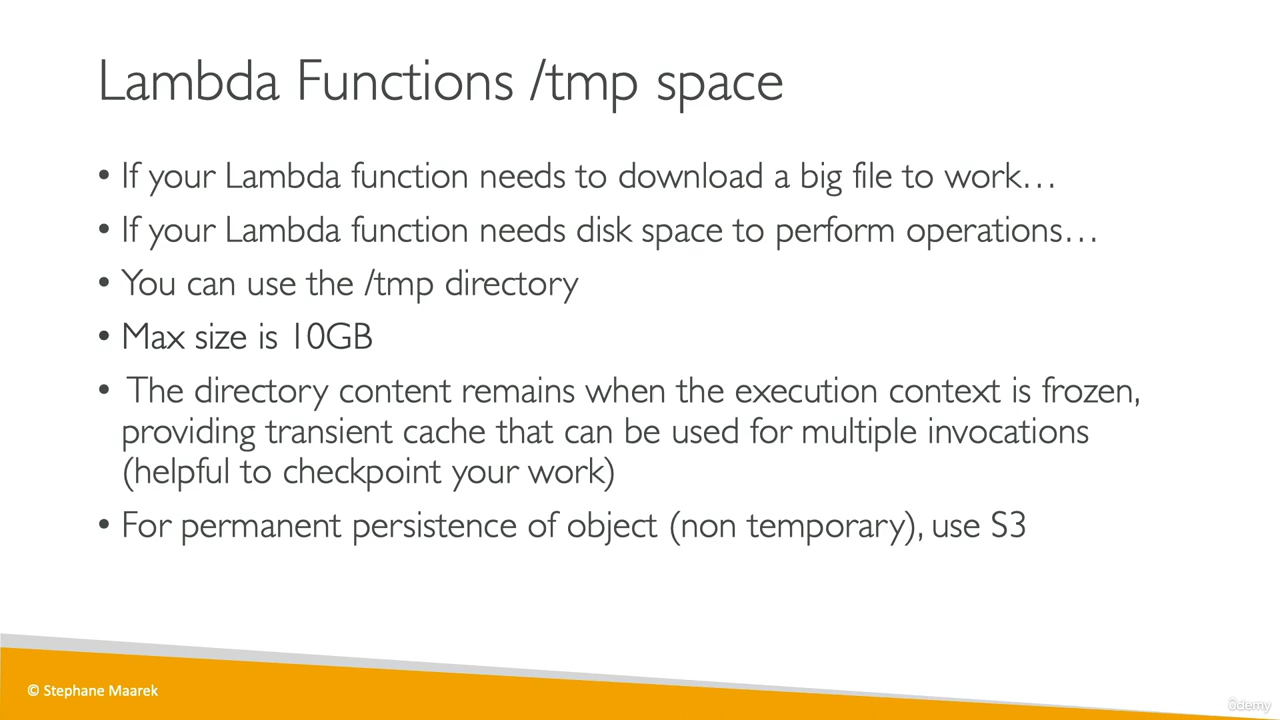 Lambda Functions /tmp space
• If your Lambda function needs to download a big file to work…
• If your Lambda function needs disk space to perform operations…
• You can use the /tmp directory
• Max size is 10GB
• The directory content remains when the execution context is frozen,
providing transient cache that can be used for multiple invocations
(helpful to checkpoint your work)
• For permanent persistence of object (non temporary), use S3
© Stephane Maarek
ûdemy